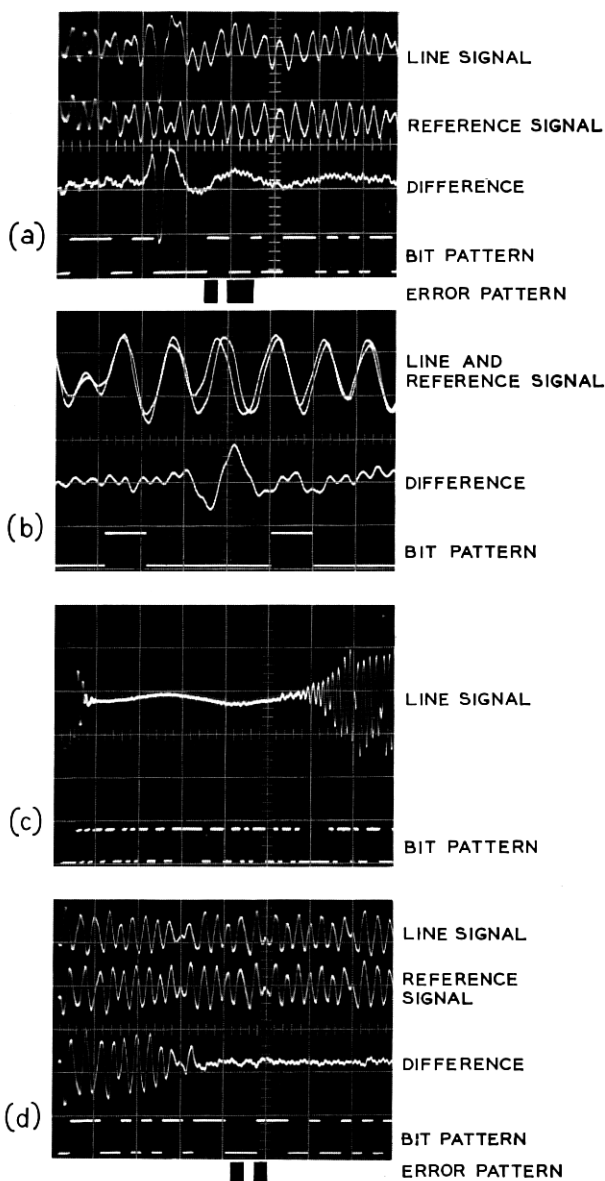 LINE SIGNAL
REFERENCE SIGNAL
DIFFERENCE
(a)
BIT PATTERN
ERROR PATTERN
LINE AND
REFERENCE SIGNAL
DIFFERENCE
(b)
BIT PATTERN
LINE SIGNAL
(c)
BIT PATTERN
LINE SIGNAL
REFERENCE
SIGNAL
DIFFERENCE
(d)
BIT PATTERN
ERROR PATTERN